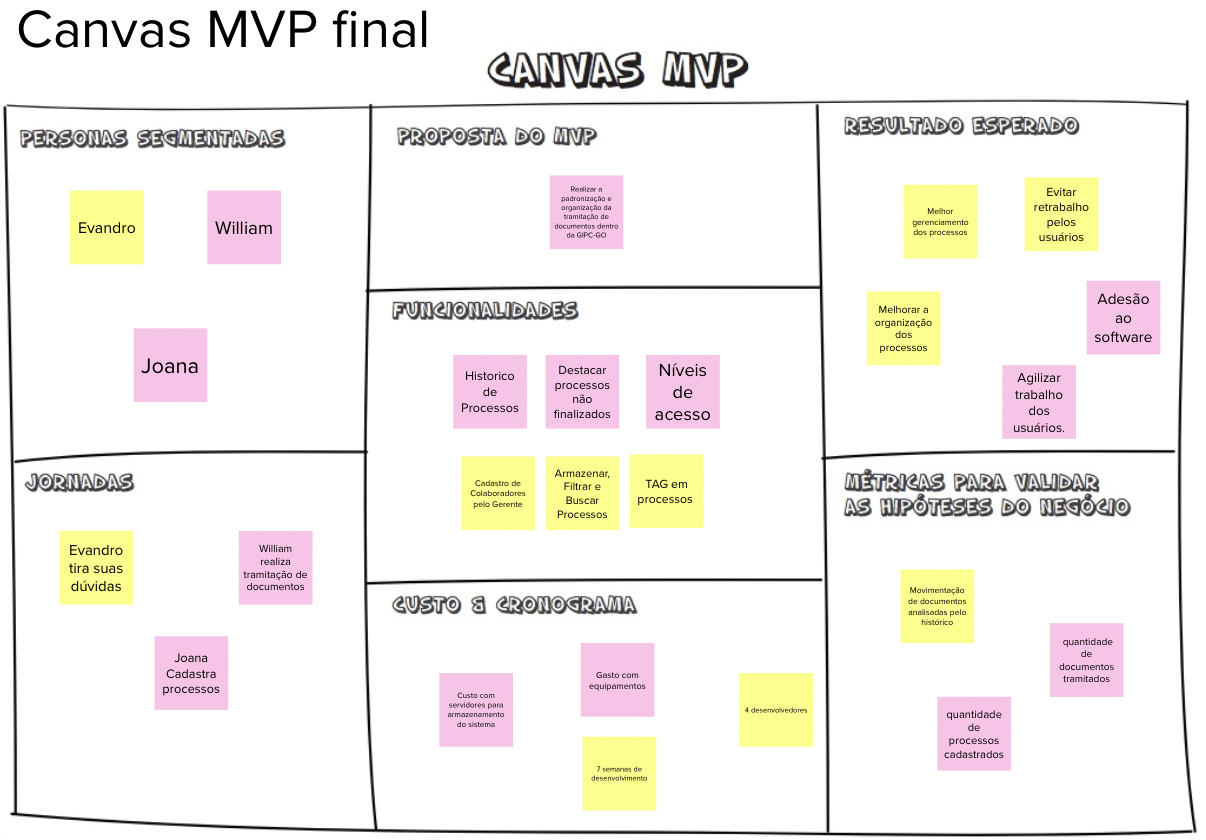 Canvas MVP final
CANVAS MVP
PERSONAS SEGMENTADAS
Evandro
William
Joana
JORNADAS
Evandro
tira suas
dúvidas
William
realiza
tramitação de
documentos
Joana
Cadastra
processos
PROPOSTA DO MVP
Realizar a
padronização e
organização da
tramitação de
documentos dentro
da GIPC-GO
FUNCIONALIDADES
Historico
de
Processos
Destacar
processos
não
finalizados
Níveis
de
acesso
Cadastro de
Colaboradores
pelo Gerente
Armazenar,
Filtrar e
Buscar
Processos
TAG em
processos
CUSTO & CRONOGRAMA
Custo com
servidores para
armazenamento
do sistema
Gasto com
equipamentos
7 semanas de
desenvolvimento
4 desenvolvedores
RESULTADO ESPERADO
Melhor
gerenciamento
dos processos
Evitar
retrabalho
pelos
usuários
Melhorar a
organização
dos
processos
Adesão
ao
software
Agilizar
trabalho
dos
usuários.
MÉTRICAS PARA VALIDAR
AS HIPÓTESES DO NEGÓCIO
Movimentação
de documentos
analisadas pelo
histórico
quantidade
de
documentos
tramitados
quantidade
de
processos
cadastrados